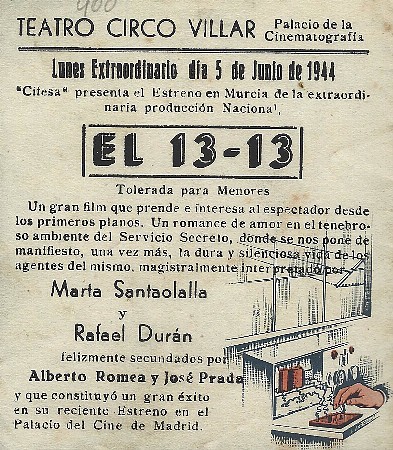 400
TEATRO CIRCO VILLAR Palacio de la
Cinematografía
Lunes Extraordinario día 5 de Junio de 1944
"Cifesa" presenta el Estreno en Murcia de la extraordi-
naria producción Nacional,
EL 13-13
Tolerada para Menores
Un gran film que prende e interesa al espectador desde
los primeros planos. Un romance de amor en el tenebro-
so ambiente del Servicio Secreto, donde se nos pone de
manifiesto, una vez más, la dura y silenciosa vida de los
agentes del mismo, magistralmente interpretado por
Marta Santaolalla
y
Rafael Durán
felizmente secundados por
Alberto Romea y José Prada
y que constituyó un gran éxito
en su reciente Estreno en el
Palacio del Cine de Madrid.